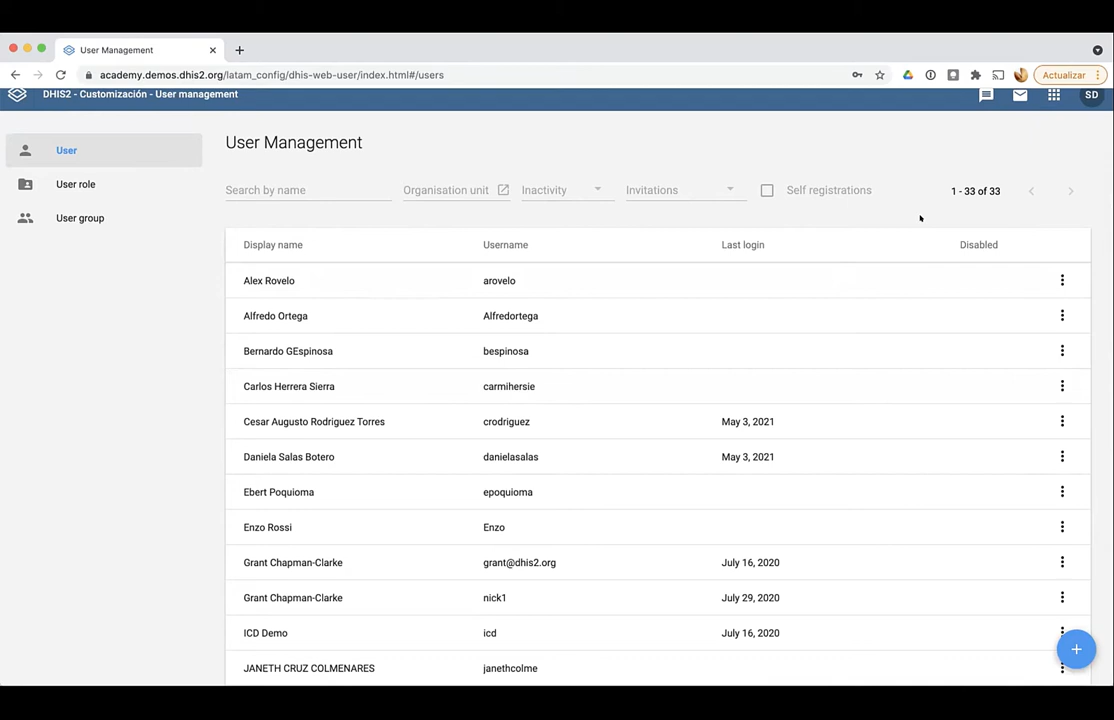 User Management
academy.demos.dhis2.org/latam_config/dhis-web-user/index.html#/users
Actualizar
DHIS2 - Customización - User management
SD
User
User role
User group
User Management
Search by name
Organisation unit
Inactivity
Invitations
Self registrations
1 - 33 of 33
Display name Username Last login Disabled
Alex Rovelo arovelo
Alfredo Ortega Alfredortega
Bernardo GEspinosa bespinosa
Carlos Herrera Sierra carmihersie
Cesar Augusto Rodriguez Torres crodriguez May 3, 2021
Daniela Salas Botero danielasalas May 3, 2021
Ebert Poquioma epoquioma
Enzo Rossi Enzo
Grant Chapman-Clarke grant@dhis2.org July 16, 2020
Grant Chapman-Clarke nick1 July 29, 2020
ICD Demo icd July 16, 2020
JANETH CRUZ COLMENARES janethcolme